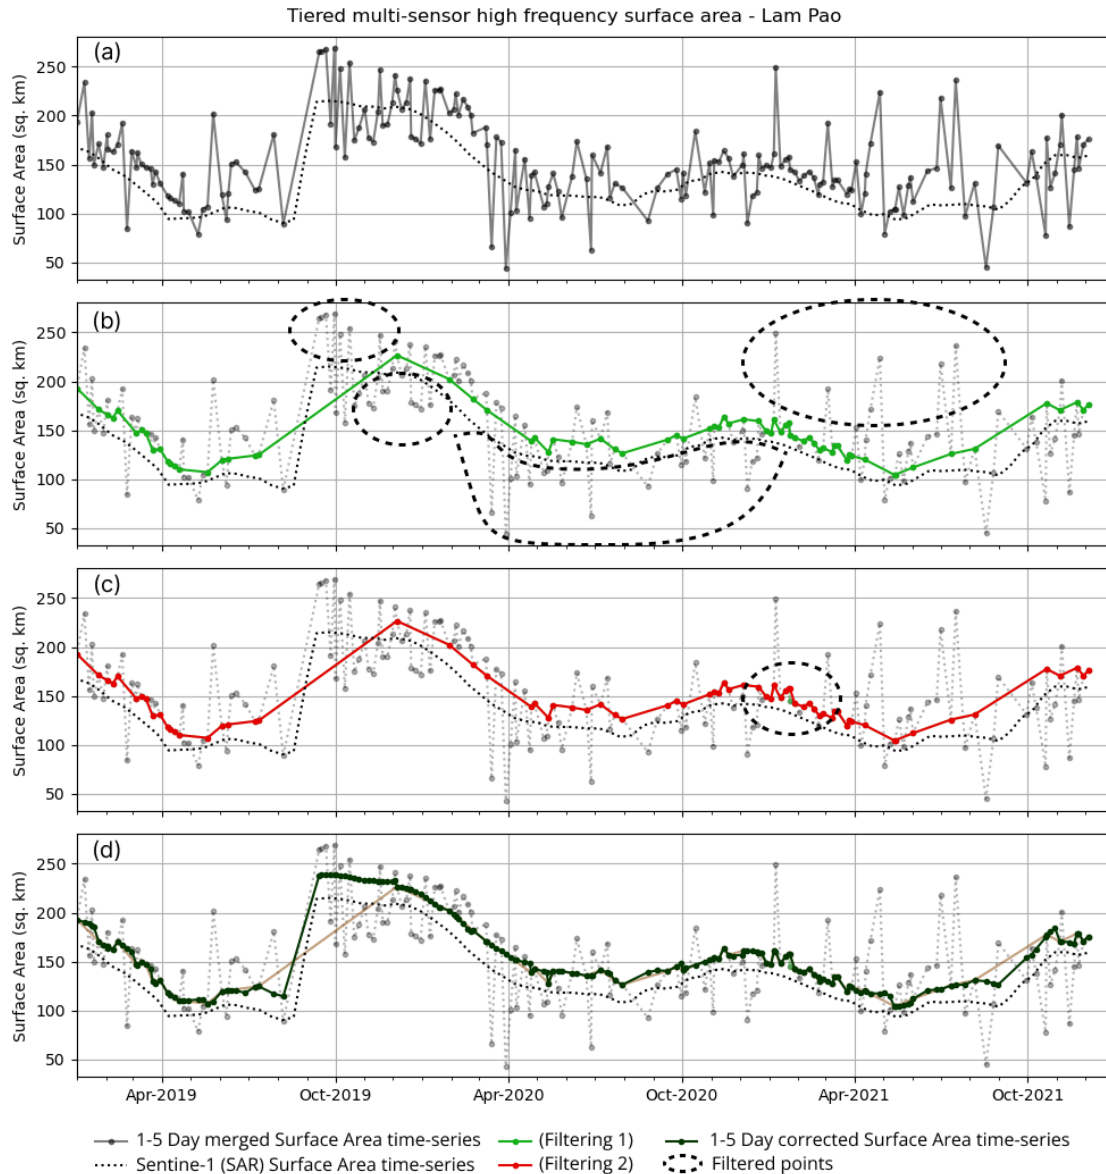 Tiered multi-sensor high frequency surface area - Lam Pao
(a)
Surface Area (sq. km)
250
200
150
100
50
(b)
Surface Area (sq. km)
250
200
150
100
50
(c)
Surface Area (sq. km)
250
200
150
100
50
(d)
Surface Area (sq. km)
250
200
150
100
50
Apr-2019 Oct-2019 Apr-2020 Oct-2020 Apr-2021 Oct-2021
1-5 Day merged Surface Area time-series (Filtering 1) 1-5 Day corrected Surface Area time-series
Sentine-1 (SAR) Surface Area time-series (Filtering 2) Filtered points